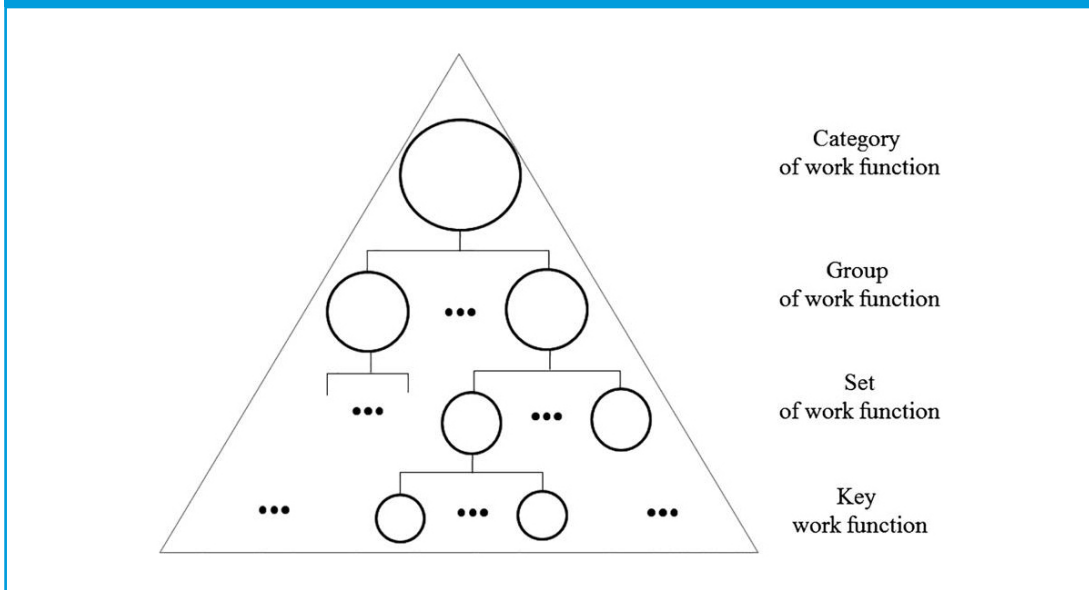 Category
of work function
Group
of work function
Set
of work function
Key
work function